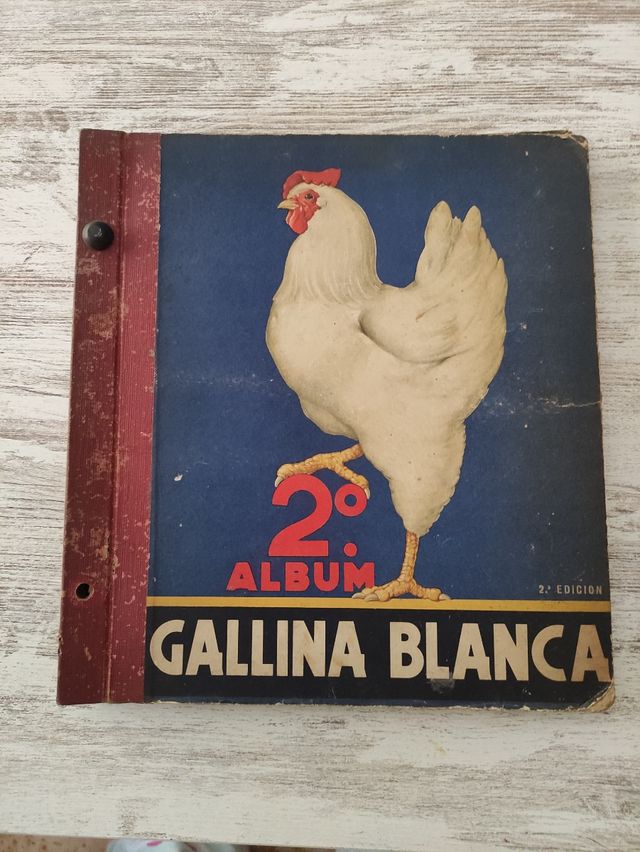 2º.
ALBUM
2.ª EDICION
GALLINA BLANCA